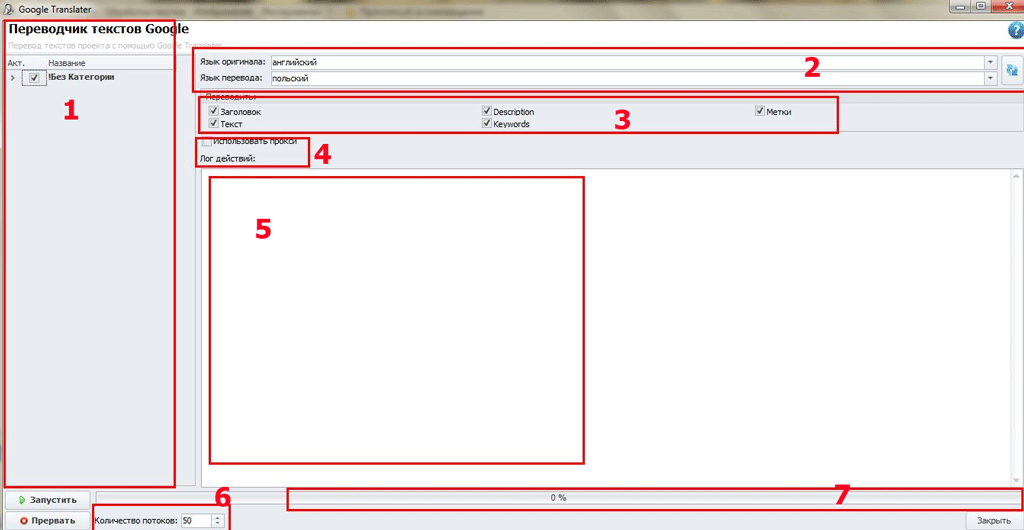 Google Translater
Переводчик текстов Google
Перевод текстов проекта с помощью Google Translater
Акт. Название
!Без Категории
1
Язык оригинала: английский
Язык перевода: польский
2
Переводить:
Заголовок Description Метки
Текст Keywords
3
Использовать прокси
Лог действий:
4
5
Запустить
6
0 %
7
Прервать
Количество потоков: 50
Закрыть